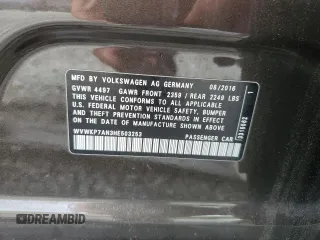 MFD BY VOLKSWAGEN AG GERMANY 08/2016
GVWR 4497 GAWR FRONT 2359 / REAR 2249 LBS
THIS VEHICLE CONFORMS TO ALL APPLICABLE
U.S. FEDERAL MOTOR VEHICLE SAFETY, BUMPER,
AND THEFT PREVENTION STANDARDS IN EFFECT
ON THE DATE OF MANUFACTURE SHOWN ABOVE.
WVWKP7AN3HE503253 PASSENGER CAR
© DREAMBID